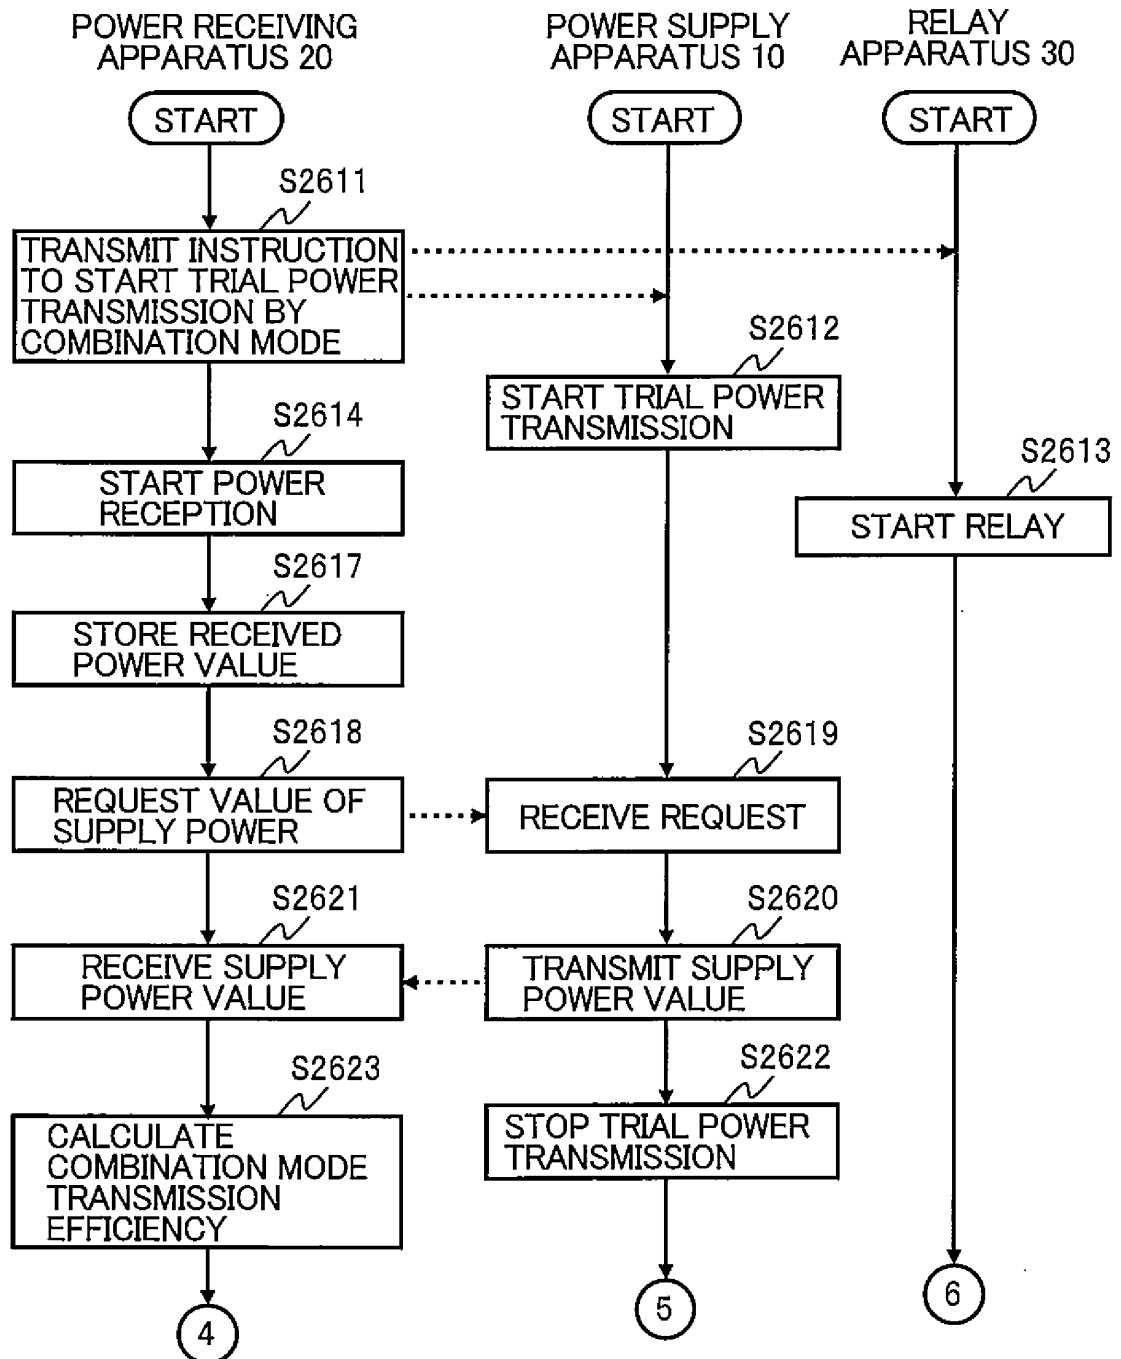 POWER RECEIVING
APPARATUS 20
POWER SUPPLY
APPARATUS 10
RELAY
APPARATUS 30
START
START
START
S2611
TRANSMIT INSTRUCTION
TO START TRIAL POWER
TRANSMISSION BY
COMBINATION MODE
S2612
START TRIAL POWER
TRANSMISSION
S2614
START POWER
RECEPTION
S2613
START RELAY
S2617
STORE RECEIVED
POWER VALUE
S2618
REQUEST VALUE OF
SUPPLY POWER
S2619
RECEIVE REQUEST
S2621
RECEIVE SUPPLY
POWER VALUE
S2620
TRANSMIT SUPPLY
POWER VALUE
S2623
CALCULATE
COMBINATION MODE
TRANSMISSION
EFFICIENCY
S2622
STOP TRIAL POWER
TRANSMISSION
4
5
6